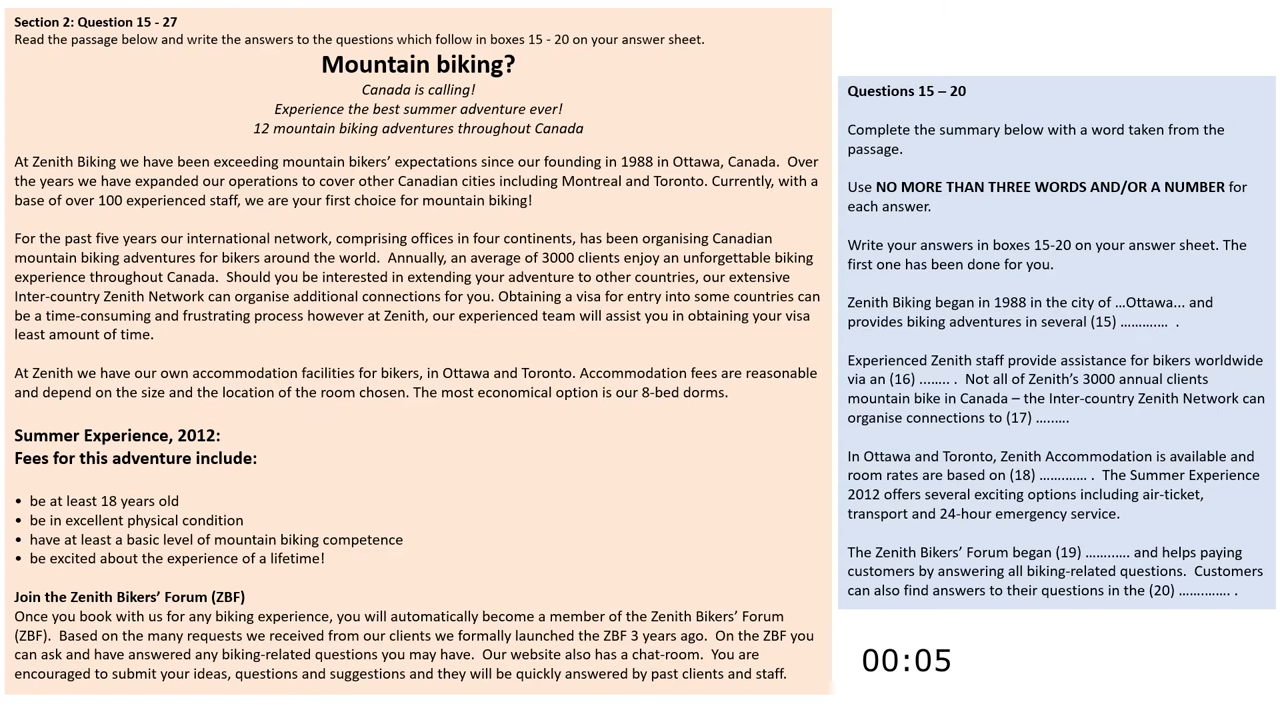 Section 2: Question 15 - 27
Read the passage below and write the answers to the questions which follow in boxes 15 - 20 on your answer sheet.
Mountain biking?
Canada is calling!
Experience the best summer adventure ever!
12 mountain biking adventures throughout Canada
At Zenith Biking we have been exceeding mountain bikers' expectations since our founding in 1988 in Ottawa, Canada.  Over
the years we have expanded our operations to cover other Canadian cities including Montreal and Toronto. Currently, with a
base of over 100 experienced staff, we are your first choice for mountain biking!
For the past five years our international network, comprising offices in four continents, has been organising Canadian
mountain biking adventures for bikers around the world.  Annually, an average of 3000 clients enjoy an unforgettable biking
experience throughout Canada.  Should you be interested in extending your adventure to other countries, our extensive
Inter-country Zenith Network can organise additional connections for you. Obtaining a visa for entry into some countries can
be a time-consuming and frustrating process however at Zenith, our experienced team will assist you in obtaining your visa
least amount of time.
At Zenith we have our own accommodation facilities for bikers, in Ottawa and Toronto. Accommodation fees are reasonable
and depend on the size and the location of the room chosen. The most economical option is our 8-bed dorms.
Summer Experience, 2012:
Fees for this adventure include:
• be at least 18 years old
• be in excellent physical condition
• have at least a basic level of mountain biking competence
• be excited about the experience of a lifetime!
Join the Zenith Bikers' Forum (ZBF)
Once you book with us for any biking experience, you will automatically become a member of the Zenith Bikers' Forum
(ZBF).  Based on the many requests we received from our clients we formally launched the ZBF 3 years ago.  On the ZBF you
can ask and have answered any biking-related questions you may have.  Our website also has a chat-room.  You are
encouraged to submit your ideas, questions and suggestions and they will be quickly answered by past clients and staff.
Questions 15 – 20
Complete the summary below with a word taken from the
passage.
Use NO MORE THAN THREE WORDS AND/OR A NUMBER for
each answer.
Write your answers in boxes 15-20 on your answer sheet. The
first one has been done for you.
Zenith Biking began in 1988 in the city of …Ottawa... and
provides biking adventures in several (15) ………..… .
Experienced Zenith staff provide assistance for bikers worldwide
via an (16) …..... .  Not all of Zenith's 3000 annual clients
mountain bike in Canada – the Inter-country Zenith Network can
organise connections to (17) ….……
In Ottawa and Toronto, Zenith Accommodation is available and
room rates are based on (18) …….…… .  The Summer Experience
2012 offers several exciting options including air-ticket,
transport and 24-hour emergency service.
The Zenith Bikers' Forum began (19) ……..…. and helps paying
customers by answering all biking-related questions.  Customers
can also find answers to their questions in the (20) …….……. .
00:05